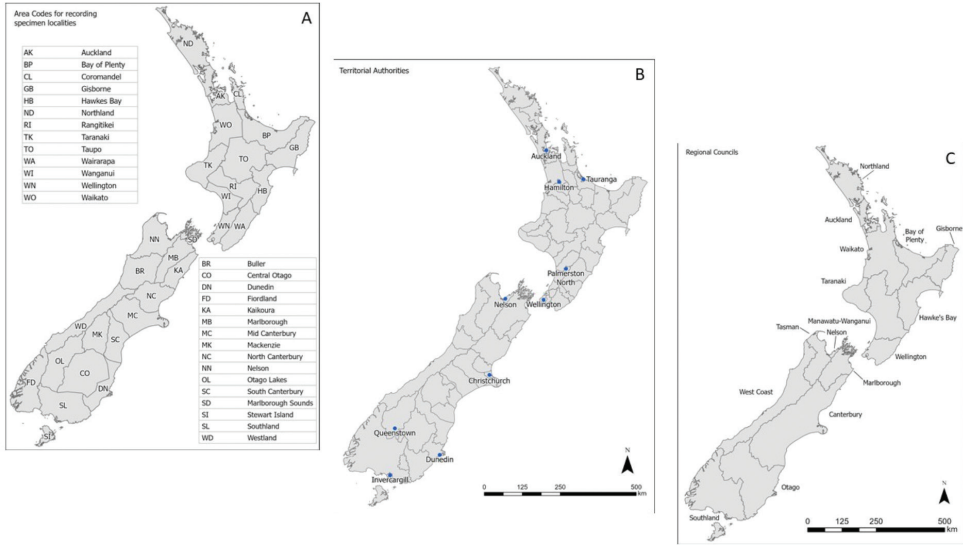 Area Codes for recording
specimen localities
A
AK Auckland
BP Bay of Plenty
CL Coromandel
GB Gisborne
HB Hawkes Bay
ND Northland
RI Rangitikei
TK Taranaki
TO Taupo
WA Wairarapa
WI Wanganui
WN Wellington
WO Waikato
ND
AK
CL
WO
BP
GB
TK
TO
RI
HB
WI
WN WA
NN
SD
MB
BR
KA
NC
MC
WD
MK
SC
OL
CO
FD
DN
SL
SI
BR Buller
CO Central Otago
DN Dunedin
FD Fiordland
KA Kaikoura
MB Marlborough
MC Mid Canterbury
MK Mackenzie
NC North Canterbury
NN Nelson
OL Otago Lakes
SC South Canterbury
SD Marlborough Sounds
SI Stewart Island
SL Southland
WD Westland
Territorial Authorities
B
Auckland
Tauranga
Hamilton
Palmerston
North
Nelson
Wellington
Christchurch
Queenstown
Dunedin
Invercargill
N
0 125 250 500
km
Regional Councils
C
Northland
Auckland
Bay of
Plenty
Gisborne
Waikato
Taranaki
Hawke's Bay
Manawatu-Wanganui
Tasman
Nelson
Wellington
Marlborough
West Coast
Canterbury
Otago
Southland
N
0 125 250 500
km